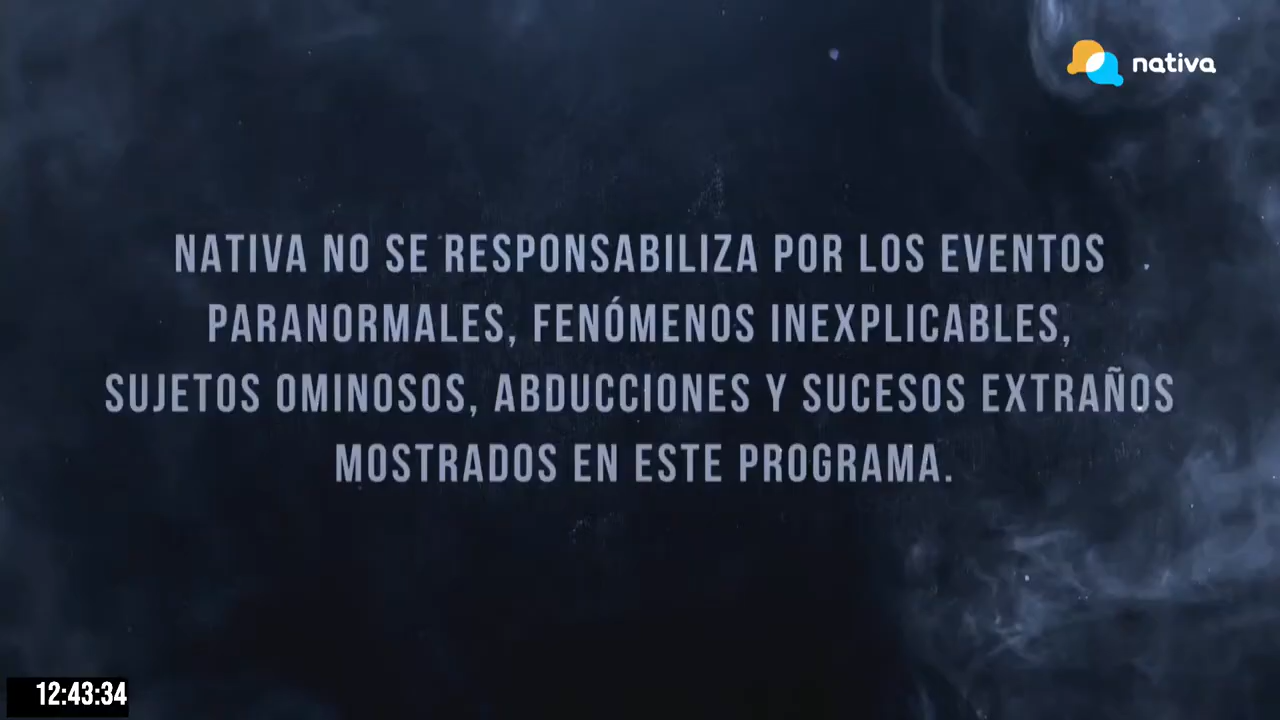 nativa
NATIVA NO SE RESPONSABILIZA POR LOS EVENTOS
PARANORMALES, FENÓMENOS INEXPLICABLES,
SUJETOS OMINOSOS, ABDUCCIONES Y SUCESOS EXTRAÑOS
MOSTRADOS EN ESTE PROGRAMA.
12:43:34